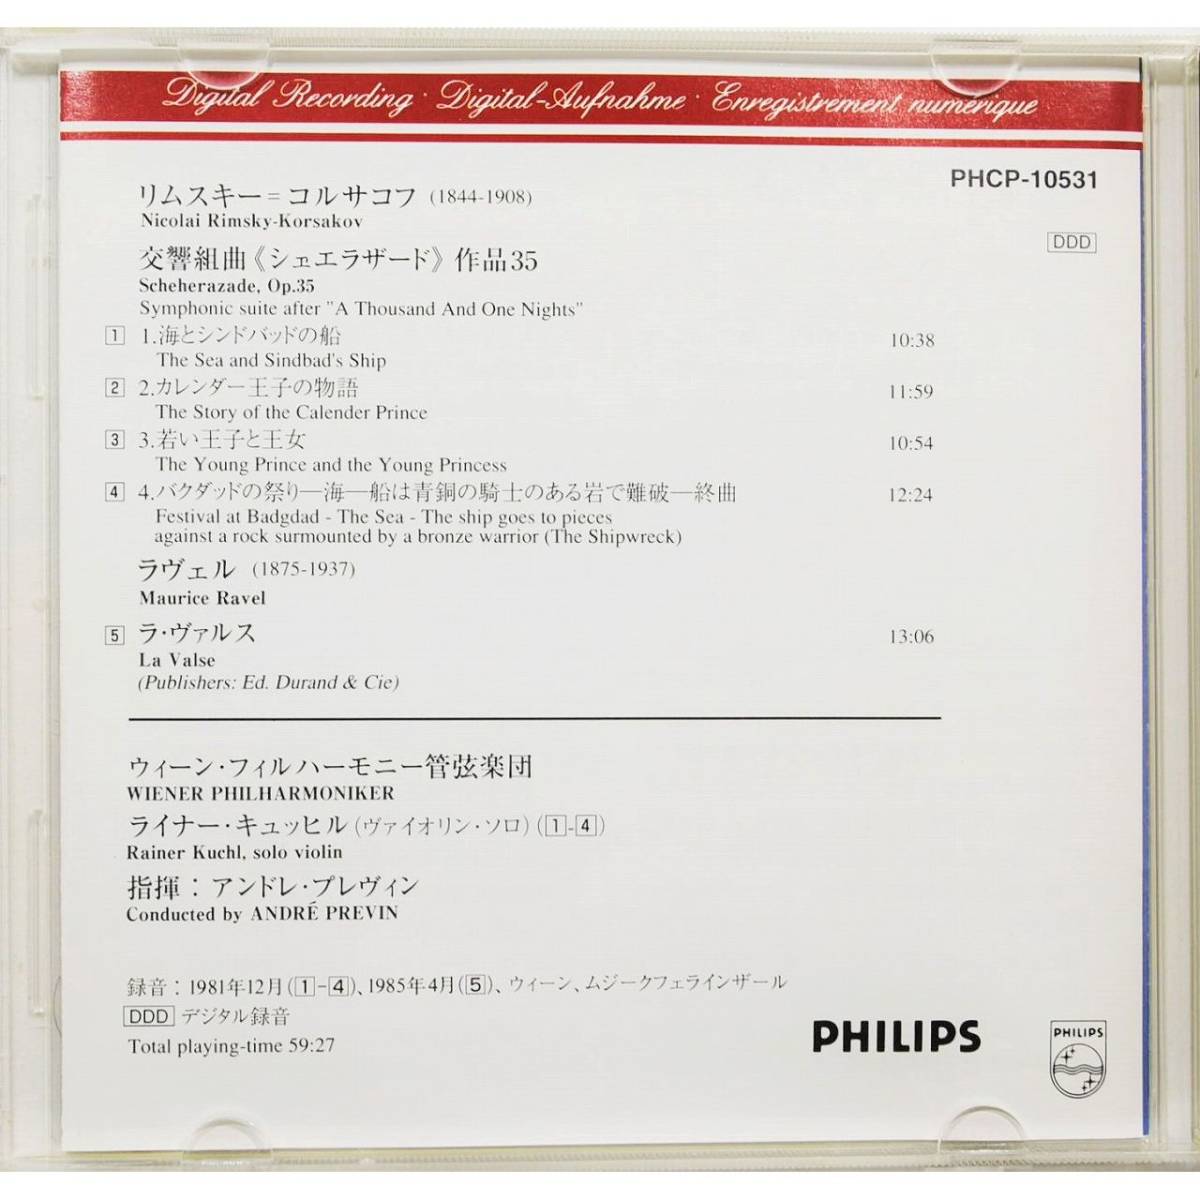 Digital Recording · Digital-Aufnahme · Enregistrement numérique
PHCP-10531
DDD
リムスキー=コルサコフ (1844-1908)
Nicolai Rimsky-Korsakov
交響組曲《シェエラザード》作品35
Scheherazade, Op.35
Symphonic suite after "A Thousand And One Nights"
1 1.海とシンドバッドの船 10:38
The Sea and Sindbad's Ship
2 2.カレンダー王子の物語 11:59
The Story of the Calender Prince
3 3.若い王子と王女 10:54
The Young Prince and the Young Princess
4 4.バクダッドの祭り—海—船は青銅の騎士のある岩で難破—終曲 12:24
Festival at Badgdad - The Sea - The ship goes to pieces
against a rock surmounted by a bronze warrior (The Shipwreck)
ラヴェル (1875-1937)
Maurice Ravel
5 ラ・ヴァルス 13:06
La Valse
(Publishers: Ed. Durand & Cie)
ウィーン・フィルハーモニー管弦楽団
WIENER PHILHARMONIKER
ライナー・キュッヒル(ヴァイオリン・ソロ)(1-4)
Rainer Kuchl, solo violin
指揮：アンドレ・プレヴィン
Conducted by ANDRÉ PREVIN
録音：1981年12月(1-4)、1985年4月(5)、ウィーン、ムジークフェラインザール
DDD デジタル録音
Total playing-time 59:27
PHILIPS
PHILIPS